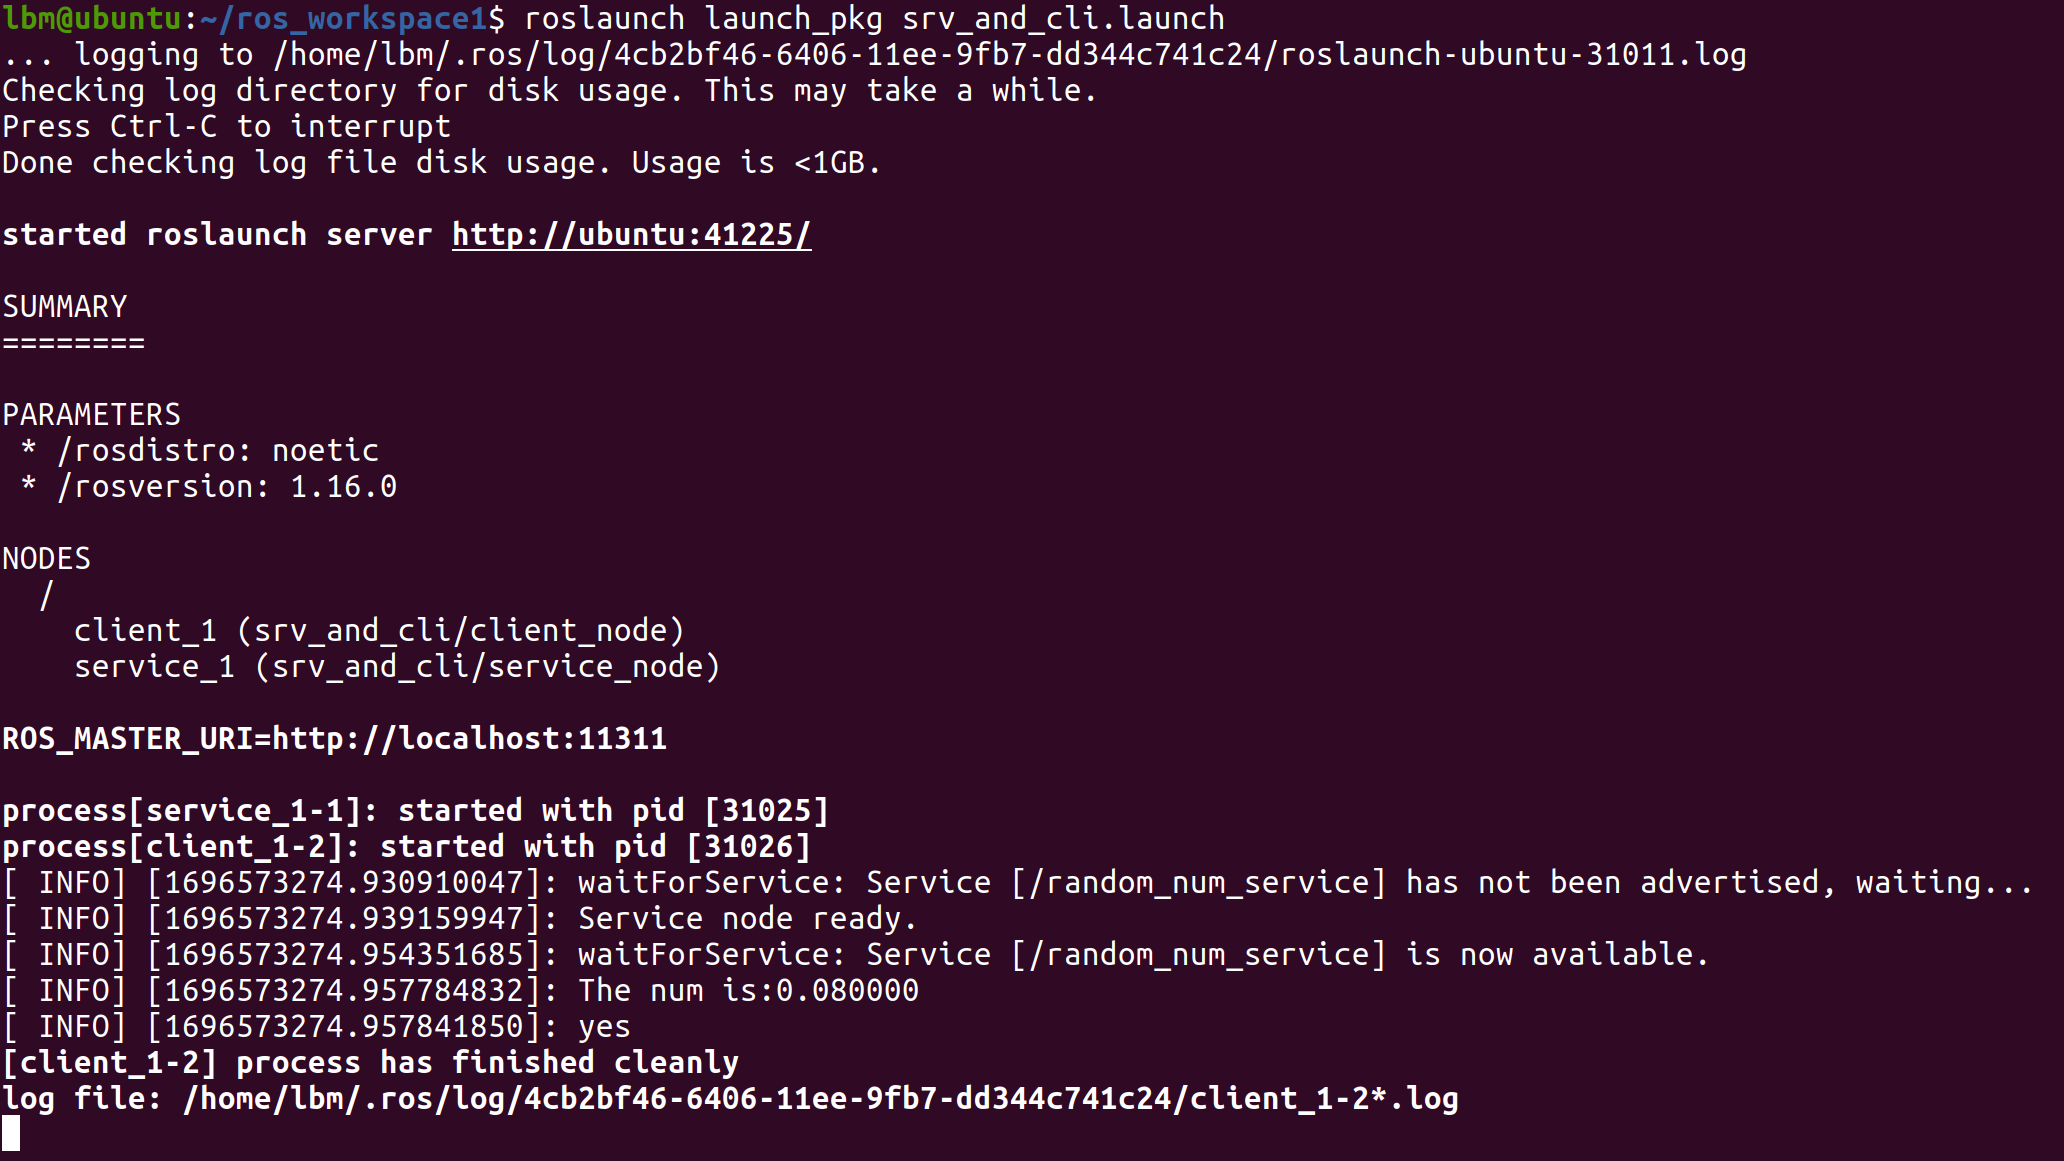 lbm@ubuntu:~/ros_workspace1$ roslaunch launch_pkg srv_and_cli.launch
... logging to /home/lbm/.ros/log/4cb2bf46-6406-11ee-9fb7-dd344c741c24/roslaunch-ubuntu-31011.log
Checking log directory for disk usage. This may take a while.
Press Ctrl-C to interrupt
Done checking log file disk usage. Usage is <1GB.

started roslaunch server http://ubuntu:41225/

SUMMARY
========

PARAMETERS
 * /rosdistro: noetic
 * /rosversion: 1.16.0

NODES
  /
    client_1 (srv_and_cli/client_node)
    service_1 (srv_and_cli/service_node)

ROS_MASTER_URI=http://localhost:11311

process[service_1-1]: started with pid [31025]
process[client_1-2]: started with pid [31026]
[ INFO] [1696573274.930910047]: waitForService: Service [/random_num_service] has not been advertised, waiting...
[ INFO] [1696573274.939159947]: Service node ready.
[ INFO] [1696573274.954351685]: waitForService: Service [/random_num_service] is now available.
[ INFO] [1696573274.957784832]: The num is:0.080000
[ INFO] [1696573274.957841850]: yes
[client_1-2] process has finished cleanly
log file: /home/lbm/.ros/log/4cb2bf46-6406-11ee-9fb7-dd344c741c24/client_1-2*.log